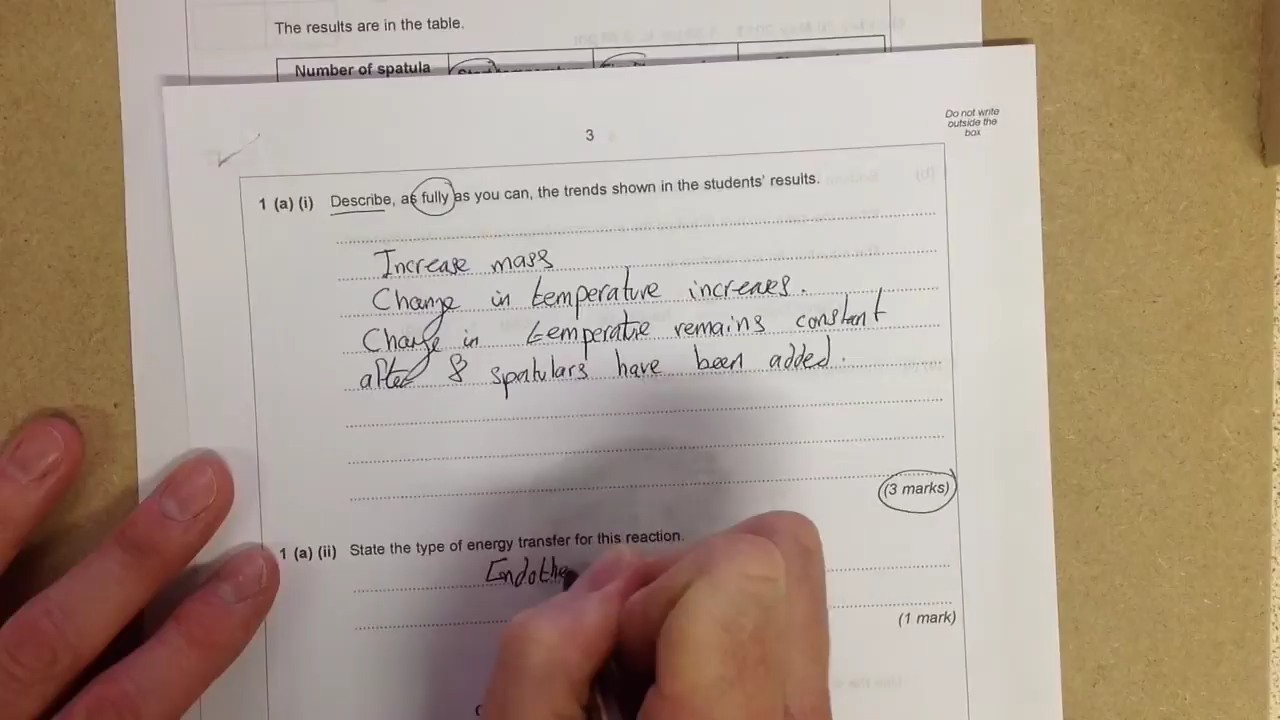 The results are in the table.
Number of spatula
3
Do not write
outside the
box
1 (a) (i) Describe, as fully as you can, the trends shown in the students' results.
Increase mass
Change in temperature increaes.
Change in temperatre remains constant
after 8 spatulars have been added.
(3 marks)
1 (a) (ii) State the type of energy transfer for this reaction.
Endothe
(1 mark)